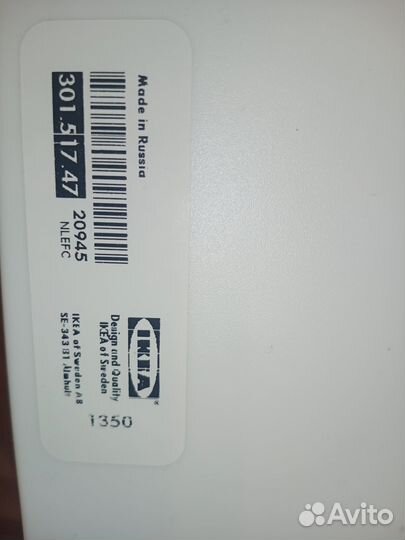 Made in Russia
301.517.47
20945
NLEFC
IKEA
Design and Quality
IKEA of Sweden
IKEA of Sweden AB
SE-343 81 Älmhult
1350
Avito